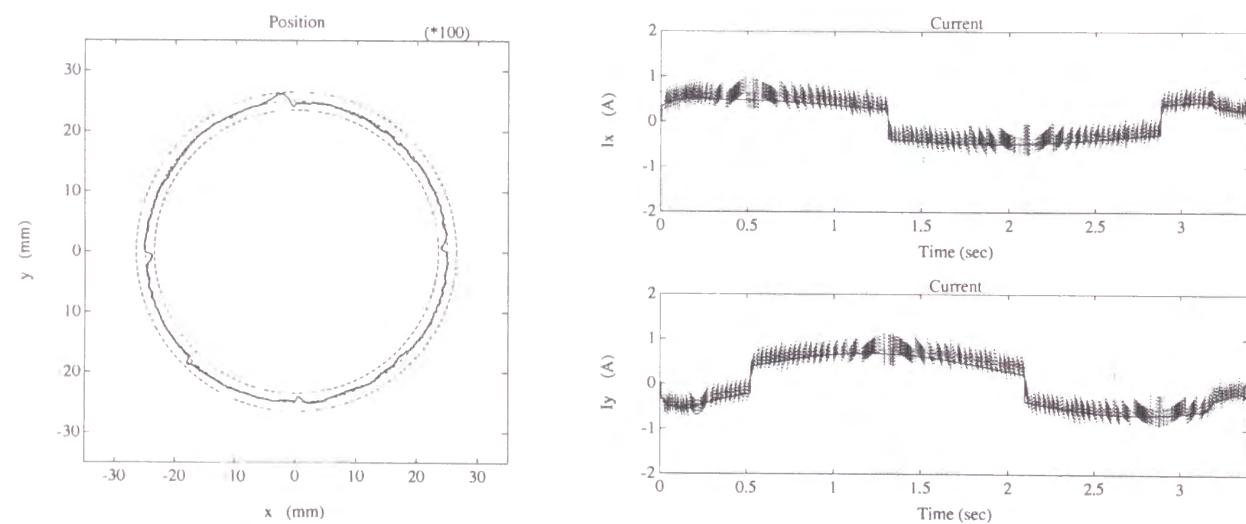 Position
(*100)
30
20
10
0
-10
-20
-30
-30 -20 -10 0 10 20 30
y (mm)
x (mm)
Current
2
1
0
-1
-2
0 0.5 1 1.5 2 2.5 3
Ix (A)
Time (sec)
Current
2
1
0
-1
-2
0 0.5 1 1.5 2 2.5 3
Iy (A)
Time (sec)